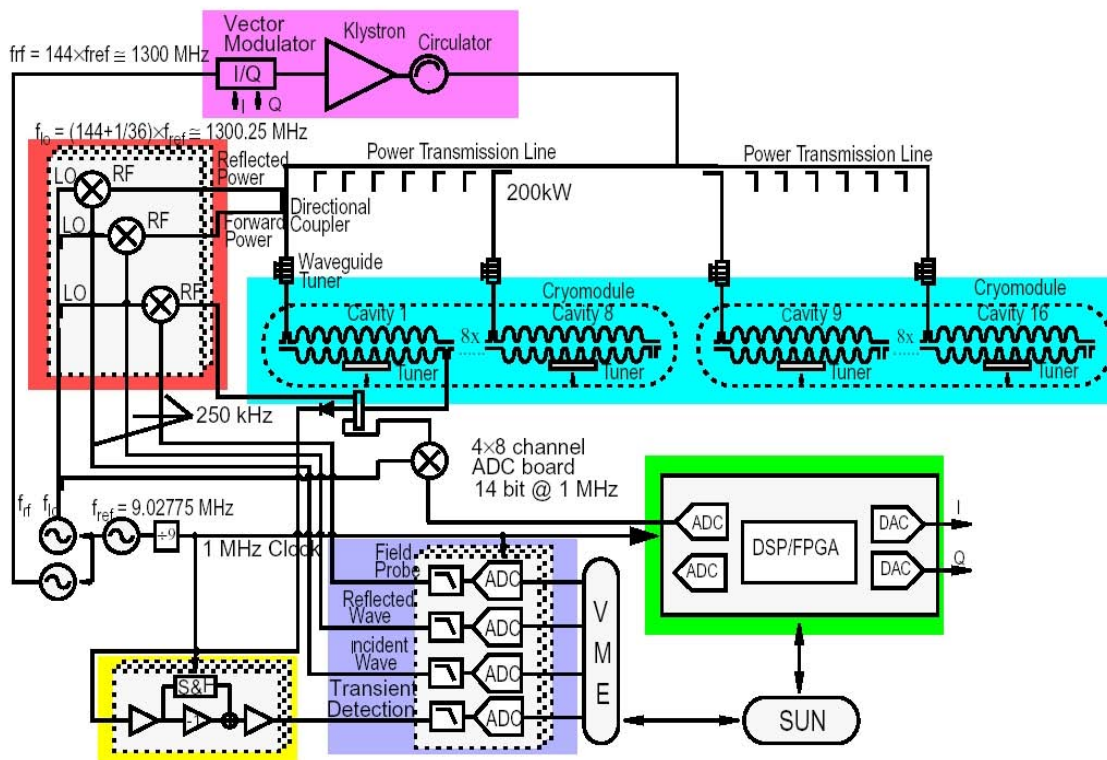 Vector
Modulator
Klystron
Circulator
frf = 144×fref ≅ 1300 MHz
I/Q
I
Q
flo = (144+1/36)×fref ≅ 1300.25 MHz
Power Transmission Line
Power Transmission Line
LO
RF
Reflected
Power
200kW
LO
RF
Forward
Power
Directional
Coupler
Waveguide
Tuner
LO
RF
Cryomodule
Cryomodule
Cavity 1
8x
Cavity 8
Cavity 9
8x
Cavity 16
Tuner
Tuner
Tuner
Tuner
250 kHz
4×8 channel
ADC board
14 bit @ 1 MHz
frf
flo
fref = 9.02775 MHz
÷9
1 MHz Clock
ADC
ADC
DSP/FPGA
DAC
DAC
I
Q
Field
Probe
ADC
Reflected
Wave
ADC
Incident
Wave
ADC
Transient
Detection
ADC
VME
S&H
-1
SUN